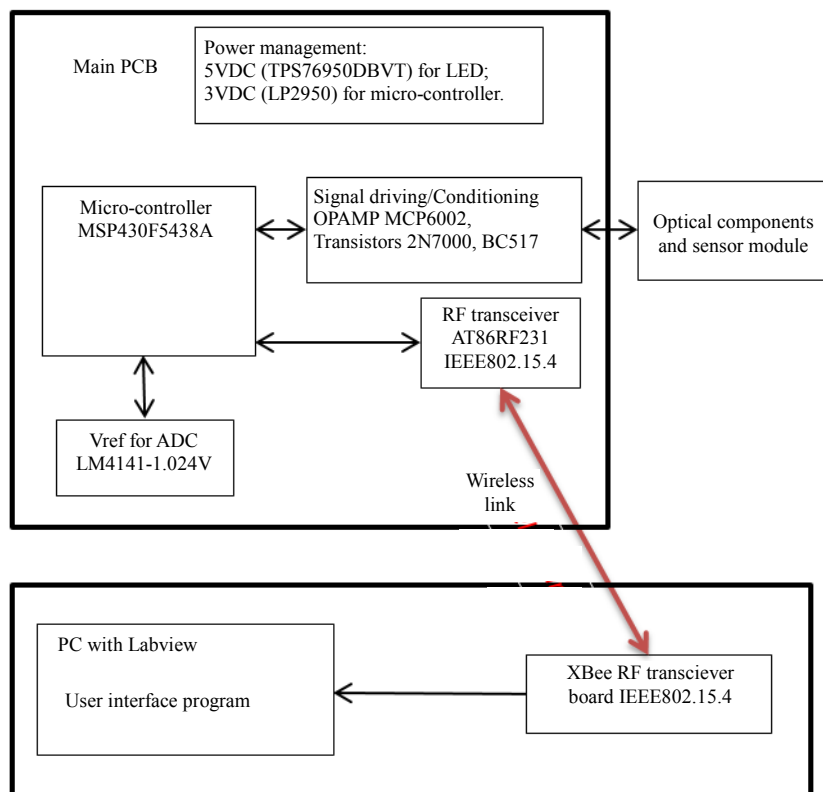 Main PCB
Power management:
5VDC (TPS76950DBVT) for LED;
3VDC (LP2950) for micro-controller.
Micro-controller
MSP430F5438A
Signal driving/Conditioning
OPAMP MCP6002,
Transistors 2N7000, BC517
Optical components
and sensor module
RF transceiver
AT86RF231
IEEE802.15.4
Vref for ADC
LM4141-1.024V
Wireless
link
PC with Labview
User interface program
XBee RF transciever
board IEEE802.15.4